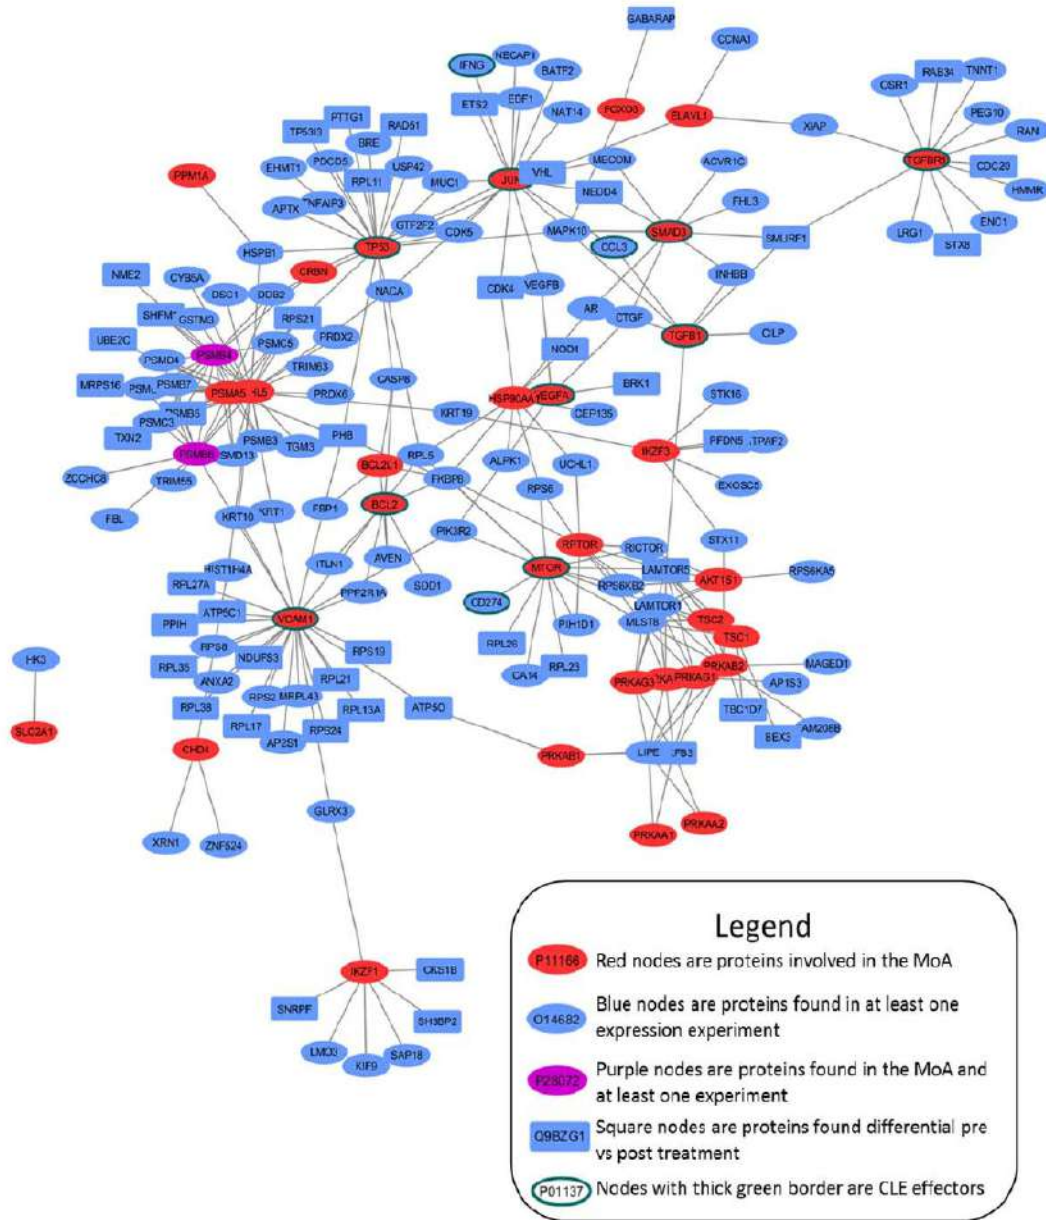 GABARAP
CCNA1
IFNG
NECAP1
BATF2
ETS2
EDF1
NAT14
ELAVL1
XIAP
OSR1
RAB34
TNNT1
PEG10
RAN
TGFBR1
CDC20
HMMR
ENO1
LRG1
STX8
PTTG1
RAD51
TP53I3
BRE
PDCD5
USP42
EHMT1
RPL11
MUC1
APTX
TNFAIP3
GTF2F2
PPM1A
JUN
VHL
MECOM
ACVR1C
NEDD4
FHL3
TP53
CDK5
MAPK10
SMAD3
SMURF1
HSPB1
CRBN
CCL3
INHBB
NME2
CYB5A
DSC1
DDB2
NACA
CDK4
VEGFB
AR
CTGF
GSTM3
RPS21
TGFB1
CILP
UBE2C
PSMB4
PSMC5
PRDX2
NOD1
PSMD4
TRIM63
CASP8
BRK1
STK16
MRPS16
PSMB7
PSMA5
PRDX6
HSP90AA1
VEGFA
CEP135
KRT19
PSMB5
PSMC3
TXN2
PSMB3
TGM3
PHB
RPL5
ALPK1
UCHL1
IKZF3
PFDN5
EXOSC5
ZCCHC8
TRIM55
BCL2L1
FKBP8
RPS6
FBL
KRT10
KRT1
FBP1
BCL2
PIK3R2
RPTOR
RICTOR
STX11
ITLN1
AVEN
MTOR
LAMTOR5
AKT1S1
RPS6KA5
HIST1H4A
SOD1
RPS6KB2
RPL27A
PPP2R1A
CD274
LAMTOR1
ATP5C1
VCAM1
PIH1D1
MLST8
TSC2
PPIH
TSC1
RPS8
RPS19
RPL26
HK3
RPL35
NDUFS3
RPL23
PRKAB2
MAGED1
ANXA2
RPL21
CA14
PRKAG3
PRKAG1
AP1S3
RPS2
MRPL43
RPL38
RPL13A
ATP5O
TBC1D7
SLC2A1
RPL17
RPS24
BEX3
AP2S1
CHD4
PRKAB1
LIPE
GLRX3
PRKAA2
PRKAA1
XRN1
ZNF524
IKZF1
CKS1B
SNRPF
SH3BP2
LMO3
SAP18
KIF9
Legend
P11166 Red nodes are proteins involved in the MoA
O14682 Blue nodes are proteins found in at least one
expression experiment
P28072 Purple nodes are proteins found in the MoA and
at least one experiment
Q9BZG1 Square nodes are proteins found differential pre
vs post treatment
P01137 Nodes with thick green border are CLE effectors